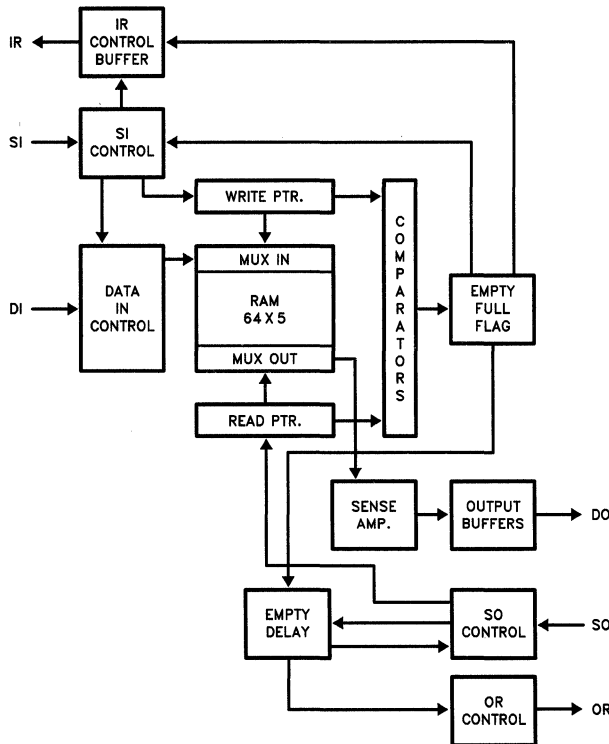 IR
IR
CONTROL
BUFFER
SI
SI
CONTROL
WRITE PTR.
COMPARATORS
DI
DATA
IN
CONTROL
MUX IN
RAM
64 X 5
MUX OUT
EMPTY
FULL
FLAG
READ PTR.
SENSE
AMP.
OUTPUT
BUFFERS
DO
EMPTY
DELAY
SO
CONTROL
SO
OR
CONTROL
OR